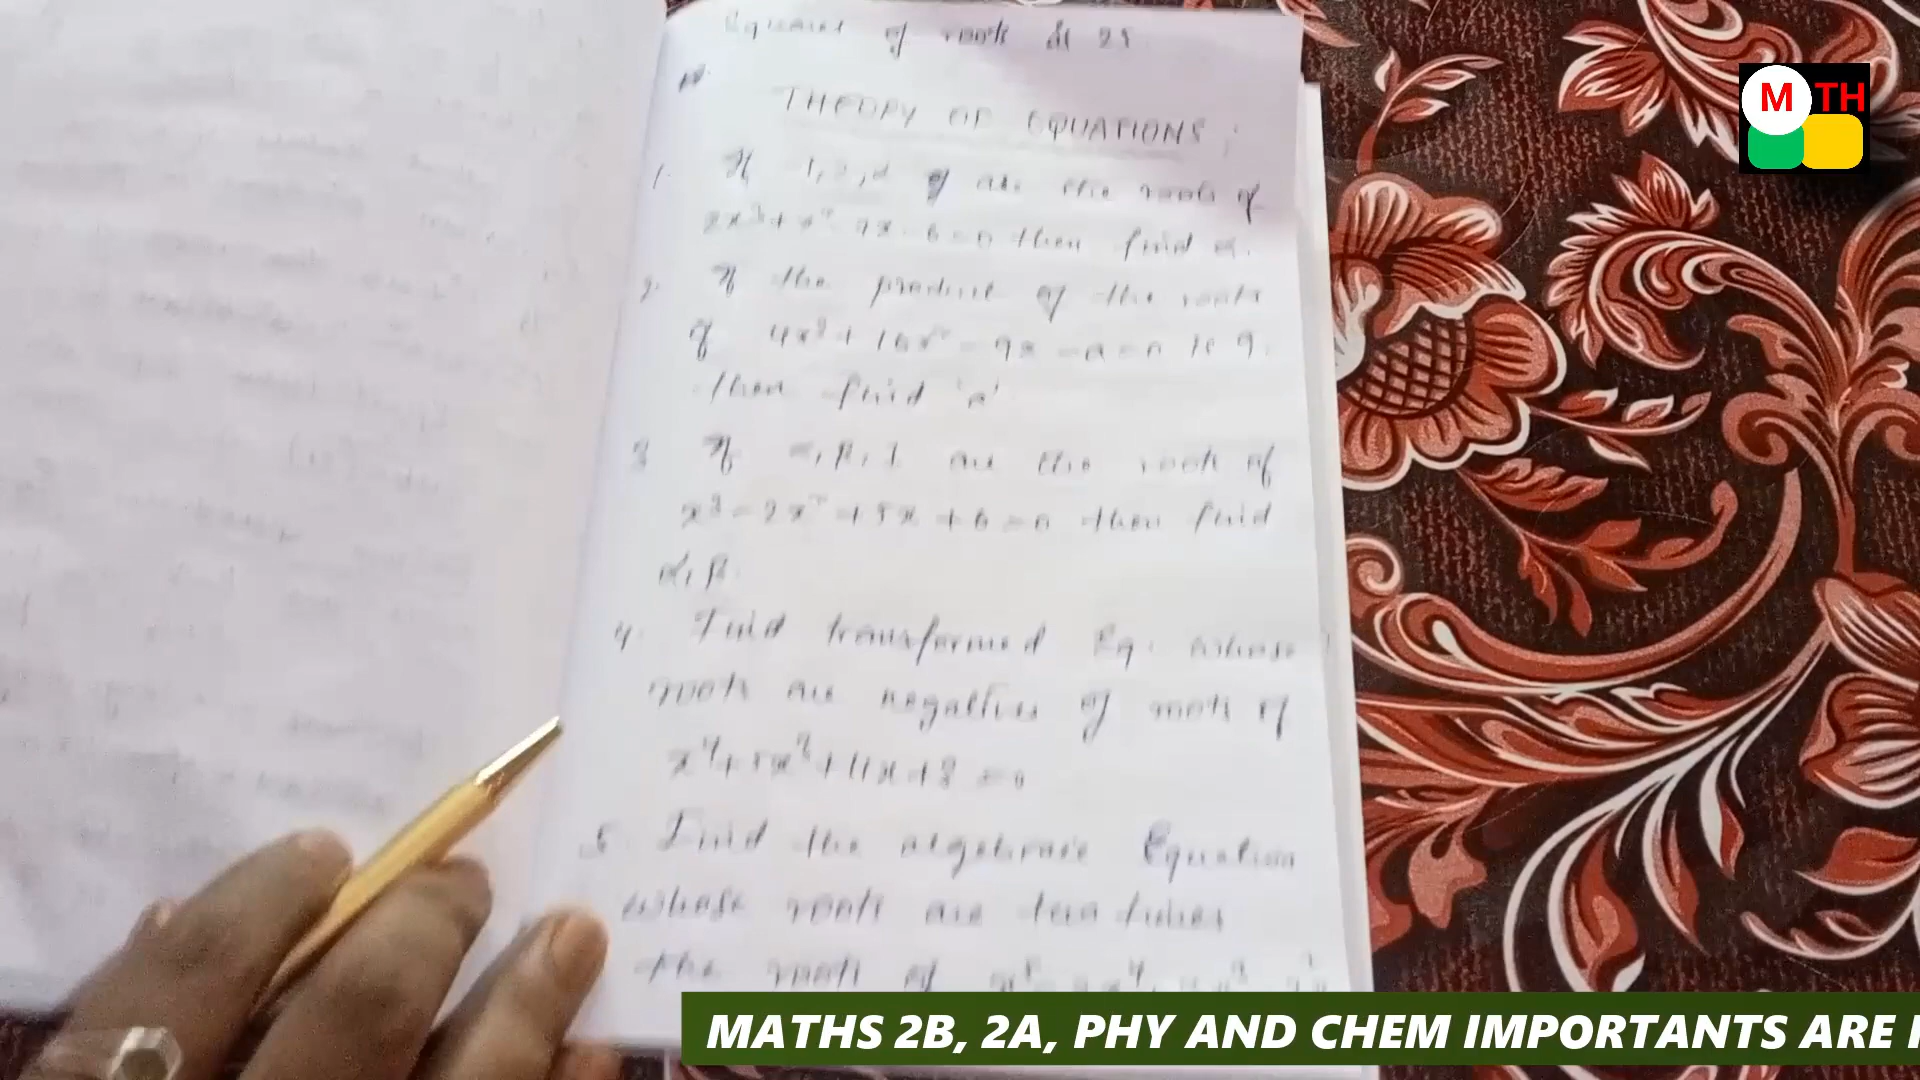 of roots is 25
M TH
THEORY OF EQUATIONS:
1. If 1, 2, α are the roots of
2x³+x²-7x-6=0 then find α.
2. If the product of the roots
of 4x³+16x²-9x-a=0 is 9.
then find 'a'
3 If α, β, 1 are the roots of
x³-2x²+5x+6=0 then find
α, β.
4. Find transformed Eq. whose
roots are negatives of roots of
x⁴+5x³+11x+3=0
5. Find the algebraic Equation
whose roots are two times
the roots of
MATHS 2B, 2A, PHY AND CHEM IMPORTANTS ARE